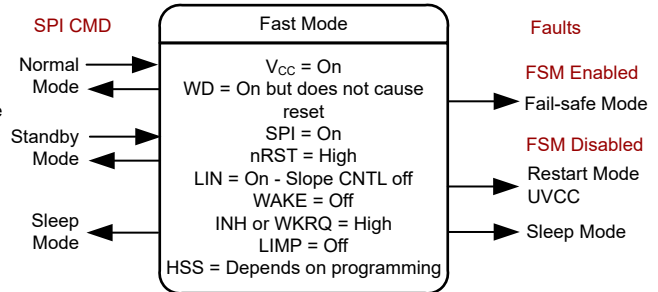 SPI CMD
Normal
Mode
Standby
Mode
Sleep
Mode
Fast Mode
VCC = On
WD = On but does not cause
reset
SPI = On
nRST = High
LIN = On - Slope CNTL off
WAKE = Off
INH or WKRQ = High
LIMP = Off
HSS = Depends on programming
Faults
FSM Enabled
Fail-safe Mode
FSM Disabled
Restart Mode
UVCC
Sleep Mode